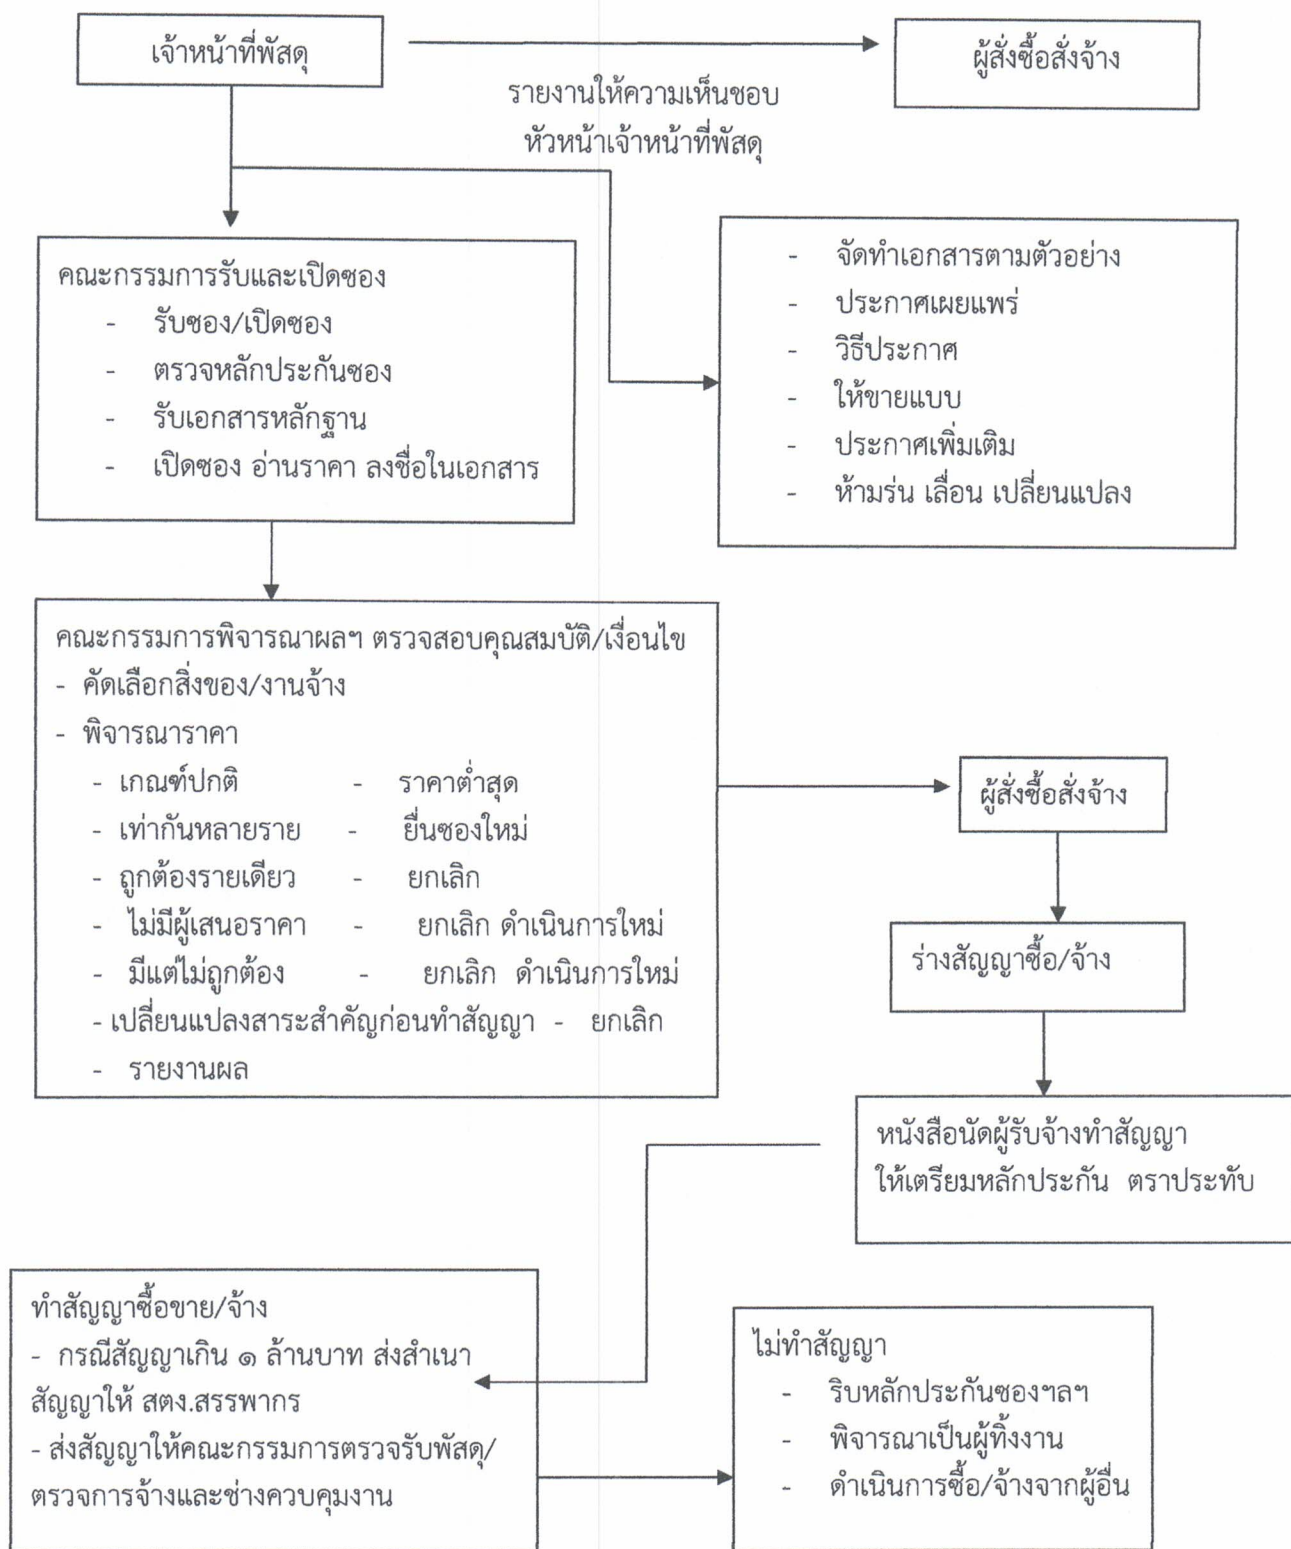 เจ้าหน้าที่พัสดุ
ผู้สั่งซื้อสั่งจ้าง
รายงานให้ความเห็นชอบ
หัวหน้าเจ้าหน้าที่พัสดุ
คณะกรรมการรับและเปิดซอง
- รับซอง/เปิดซอง
- ตรวจหลักประกันซอง
- รับเอกสารหลักฐาน
- เปิดซอง อ่านราคา ลงชื่อในเอกสาร
- จัดทำเอกสารตามตัวอย่าง
- ประกาศเผยแพร่
- วิธีประกาศ
- ให้ขายแบบ
- ประกาศเพิ่มเติม
- ห้ามร่น เลื่อน เปลี่ยนแปลง
คณะกรรมการพิจารณาผลฯ ตรวจสอบคุณสมบัติ/เงื่อนไข
- คัดเลือกสิ่งของ/งานจ้าง
- พิจารณาราคา
- เกณฑ์ปกติ - ราคาต่ำสุด
- เท่ากันหลายราย - ยื่นซองใหม่
- ถูกต้องรายเดียว - ยกเลิก
- ไม่มีผู้เสนอราคา - ยกเลิก ดำเนินการใหม่
- มีแต่ไม่ถูกต้อง - ยกเลิก ดำเนินการใหม่
- เปลี่ยนแปลงสาระสำคัญก่อนทำสัญญา - ยกเลิก
- รายงานผล
ผู้สั่งซื้อสั่งจ้าง
ร่างสัญญาซื้อ/จ้าง
หนังสือนัดผู้รับจ้างทำสัญญา
ให้เตรียมหลักประกัน ตราประทับ
ทำสัญญาซื้อขาย/จ้าง
- กรณีสัญญาเกิน ๑ ล้านบาท ส่งสำเนา
สัญญาให้ สตง.สรรพากร
- ส่งสัญญาให้คณะกรรมการตรวจรับพัสดุ/
ตรวจการจ้างและช่างควบคุมงาน
ไม่ทำสัญญา
- ริบหลักประกันซองฯลฯ
- พิจารณาเป็นผู้ทิ้งงาน
- ดำเนินการซื้อ/จ้างจากผู้อื่น